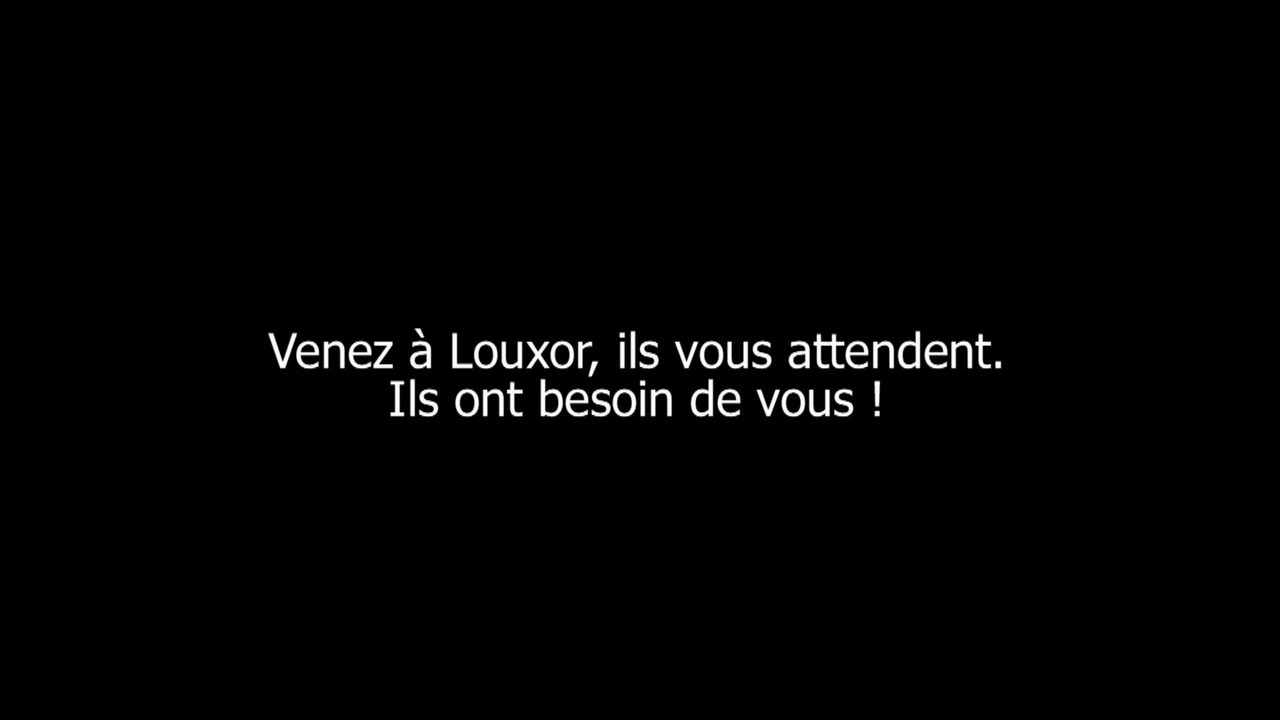 Venez à Louxor, ils vous attendent.
Ils ont besoin de vous !